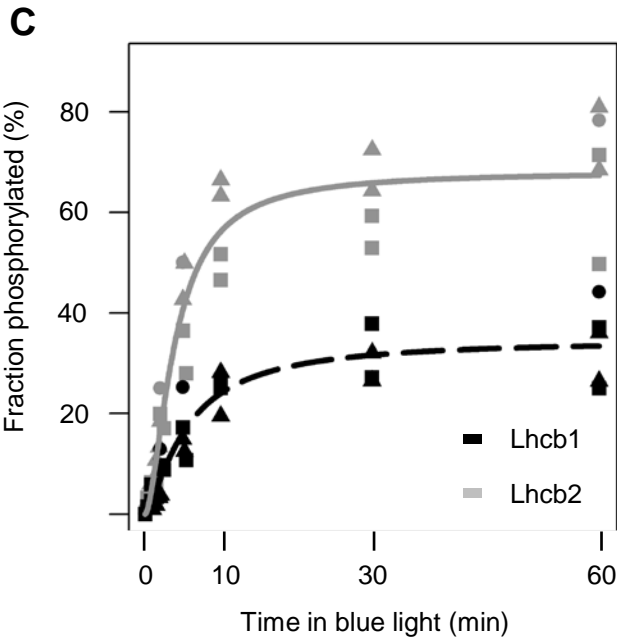 C
Fraction phosphorylated (%)
80
60
40
20
Lhcb1
Lhcb2
0
10
30
60
Time in blue light (min)